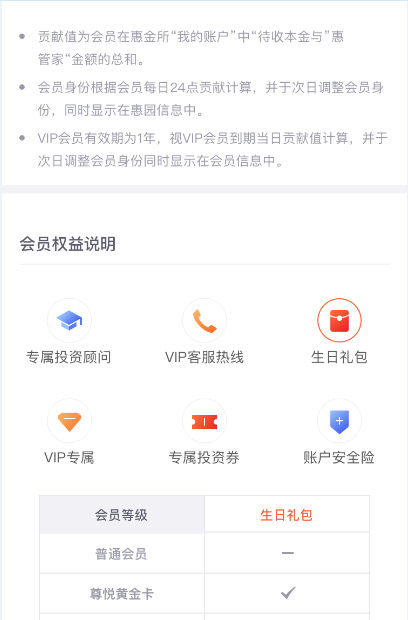 贡献值为会员在惠金所“我的账户”中“待收本金与”惠
管家“金额的总和。
会员身份根据会员每日24点贡献计算，并于次日调整会员身
份，同时显示在惠园信息中。
VIP会员有效期为1年，视VIP会员到期当日贡献值计算，并于
次日调整会员身份同时显示在会员信息中。
会员权益说明
专属投资顾问
VIP客服热线
生日礼包
VIP专属
专属投资券
账户安全险
会员等级
生日礼包
普通会员
尊悦黄金卡